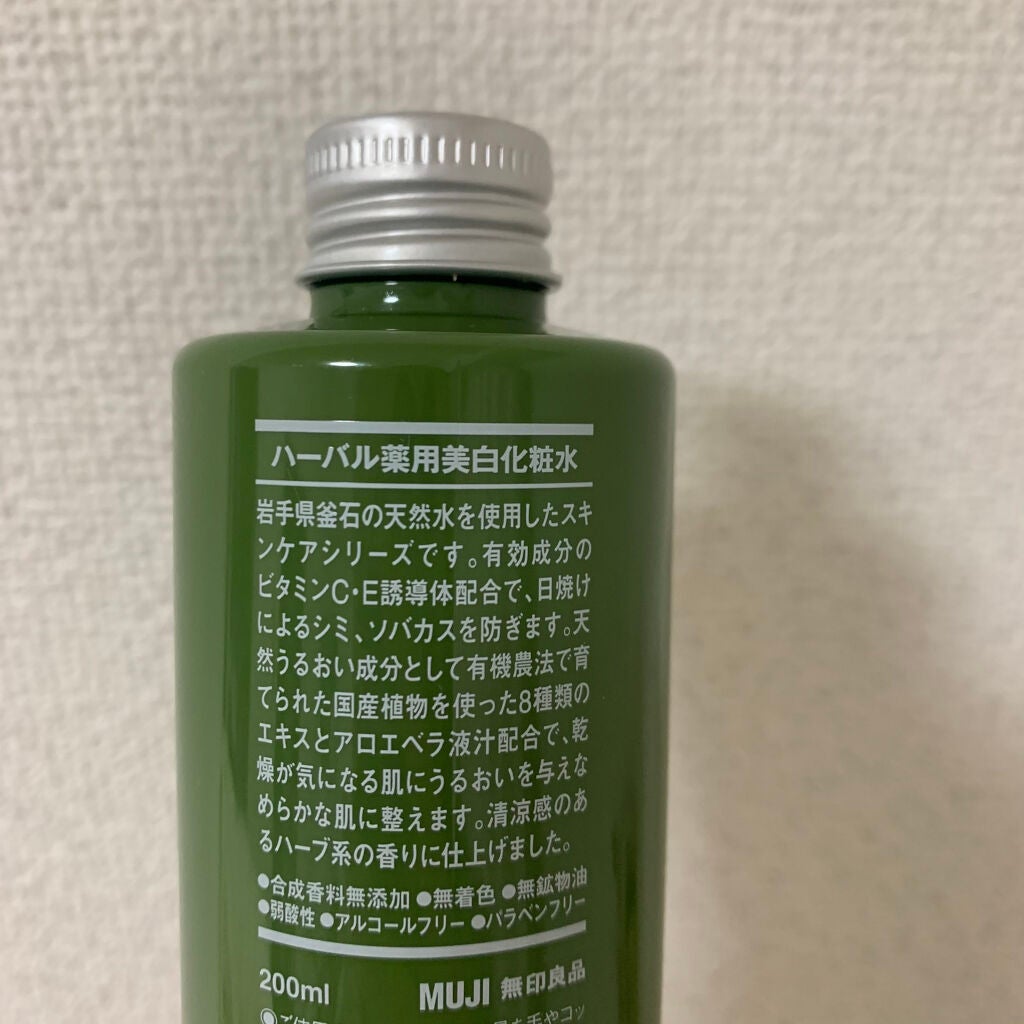 ハーバル薬用美白化粧水
岩手県釜石の天然水を使用したスキ
ンケアシリーズです。有効成分の
ビタミンC・E誘導体配合で、日焼け
によるシミ、ソバカスを防ぎます。天
然うるおい成分として有機農法で育
てられた国産植物を使った8種類の
エキスとアロエベラ液汁配合で、乾
燥が気になる肌にうるおいを与えな
めらかな肌に整えます。清涼感のあ
るハーブ系の香りに仕上げました。
●合成香料無添加 ●無着色 ●無鉱物油
●弱酸性 ●アルコールフリー ●パラベンフリー
200ml MUJI 無印良品
を手やコッ